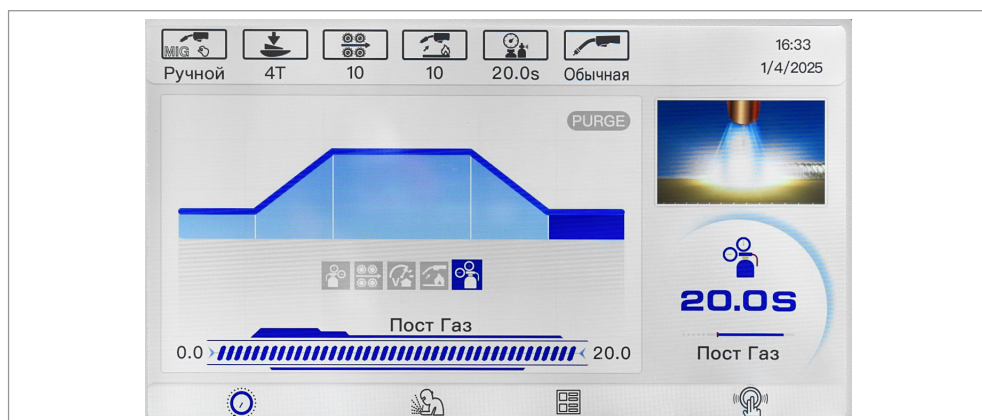 MIG
Ручной
4T
10
10
20.0s
Обычная
16:33
1/4/2025
PURGE
V
Пост Газ
0.0
20.0
20.0S
Пост Газ